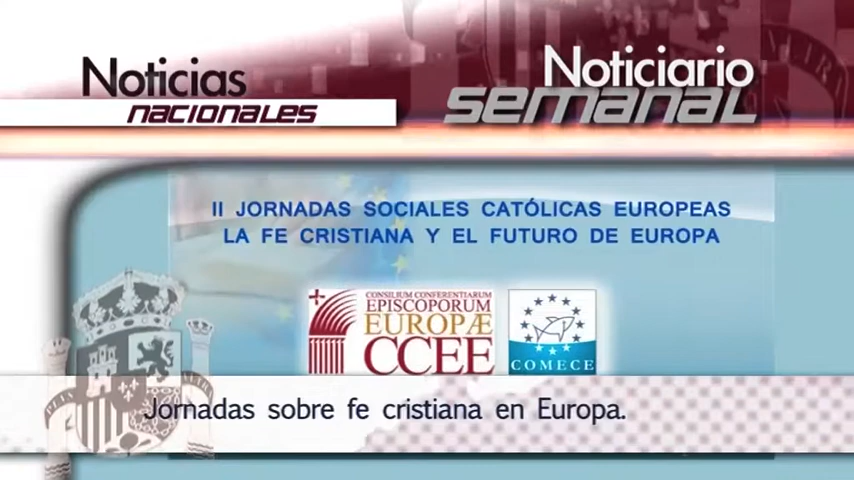 Noticias
nacionales
Noticiario
semanal
II JORNADAS SOCIALES CATÓLICAS EUROPEAS
LA FE CRISTIANA Y EL FUTURO DE EUROPA
CONSILIUM CONFERENTIARUM
EPISCOPORUM
EUROPÆ
CCEE
COMECE
Jornadas sobre fe cristiana en Europa.